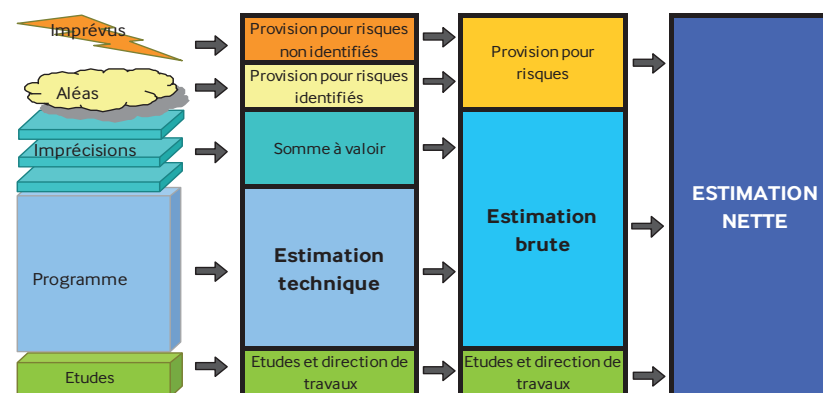 Imprévus
Aléas
Imprécisions
Programme
Etudes
Provision pour risques
non identifiés
Provision pour risques
identifiés
Somme à valoir
Estimation
technique
Etudes et direction de
travaux
Provision pour
risques
Estimation
brute
Etudes et direction de
travaux
ESTIMATION
NETTE